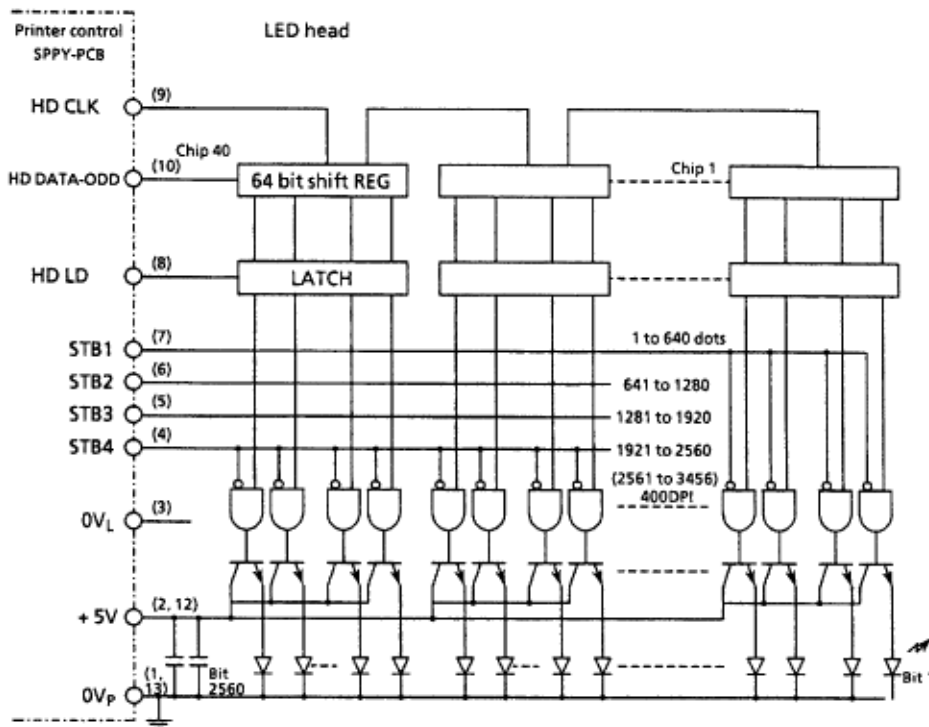 Printer control
SPPY-PCB
LED head
HD CLK
(9)
Chip 40
HD DATA-ODD
(10)
64 bit shift REG
Chip 1
HD LD
(8)
LATCH
STB1
(7)
1 to 640 dots
STB2
(6)
641 to 1280
STB3
(5)
1281 to 1920
STB4
(4)
1921 to 2560
(2561 to 3456)
400DPI
0VL
(3)
+ 5V
(2, 12)
0VP
(1,
13)
Bit
2560
Bit 1